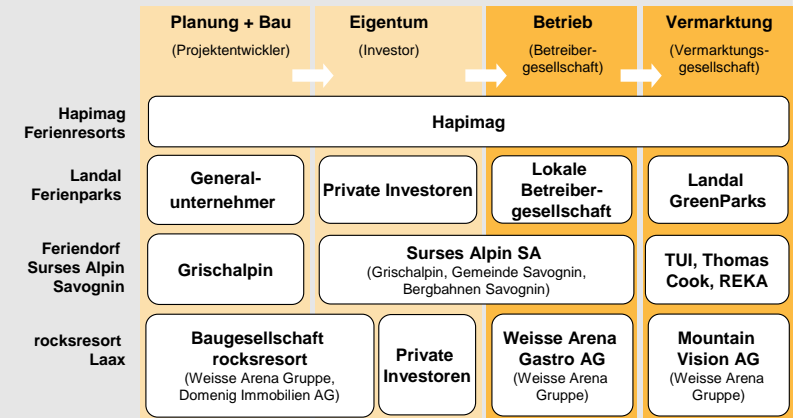 Planung + Bau
(Projektentwickler)
Eigentum
(Investor)
Betrieb
(Betreiber-
gesellschaft)
Vermarktung
(Vermarktungs-
gesellschaft)
Hapimag
Ferienresorts
Hapimag
Landal
Ferienparks
General-
unternehmer
Private Investoren
Lokale
Betreiber-
gesellschaft
Landal
GreenParks
Feriendorf
Surses Alpin
Savognin
Grischalpin
Surses Alpin SA
(Grischalpin, Gemeinde Savognin,
Bergbahnen Savognin)
TUI, Thomas
Cook, REKA
rocksresort
Laax
Baugesellschaft
rocksresort
(Weisse Arena Gruppe,
Domenig Immobilien AG)
Private
Investoren
Weisse Arena
Gastro AG
(Weisse Arena
Gruppe)
Mountain
Vision AG
(Weisse Arena
Gruppe)